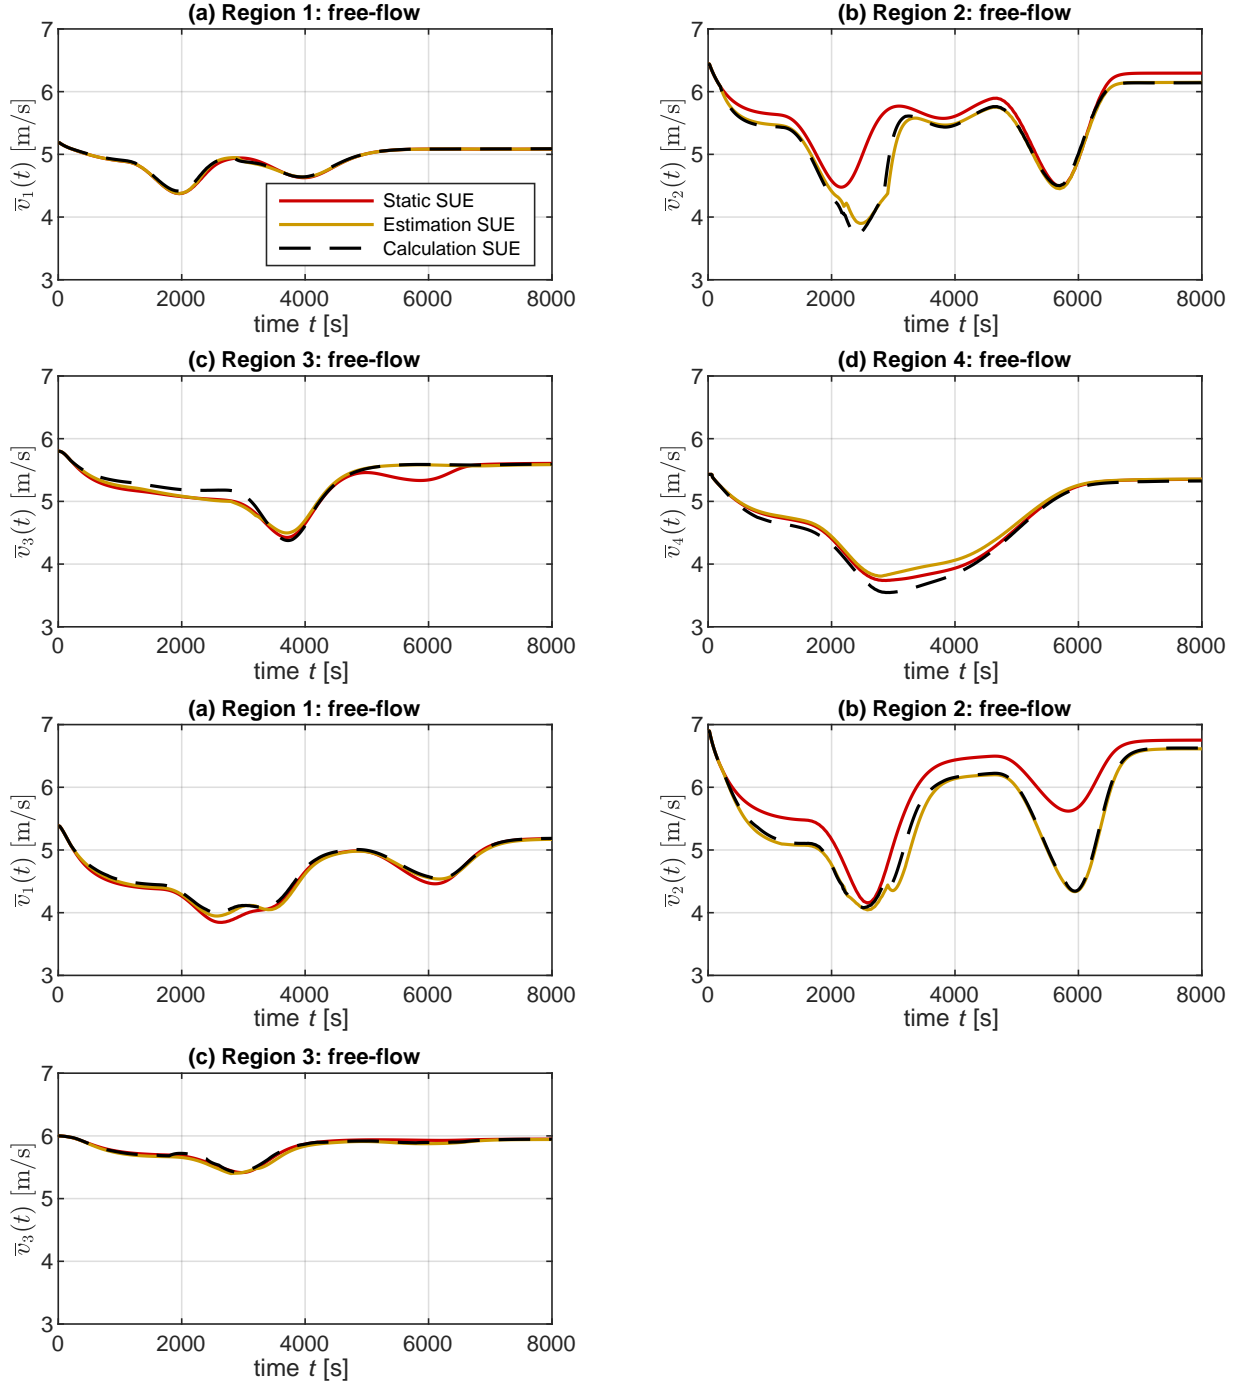 (a) Region 1: free-flow
7
6
5
4
3
v̅₁(t) [m/s]
Static SUE
Estimation SUE
Calculation SUE
0 2000 4000 6000 8000
time t [s]
(b) Region 2: free-flow
7
6
5
4
3
v̅₂(t) [m/s]
0 2000 4000 6000 8000
time t [s]
(c) Region 3: free-flow
7
6
5
4
3
v̅₃(t) [m/s]
0 2000 4000 6000 8000
time t [s]
(d) Region 4: free-flow
7
6
5
4
3
v̅₄(t) [m/s]
0 2000 4000 6000 8000
time t [s]
(a) Region 1: free-flow
7
6
5
4
3
v̅₁(t) [m/s]
0 2000 4000 6000 8000
time t [s]
(b) Region 2: free-flow
7
6
5
4
3
v̅₂(t) [m/s]
0 2000 4000 6000 8000
time t [s]
(c) Region 3: free-flow
7
6
5
4
3
v̅₃(t) [m/s]
0 2000 4000 6000 8000
time t [s]